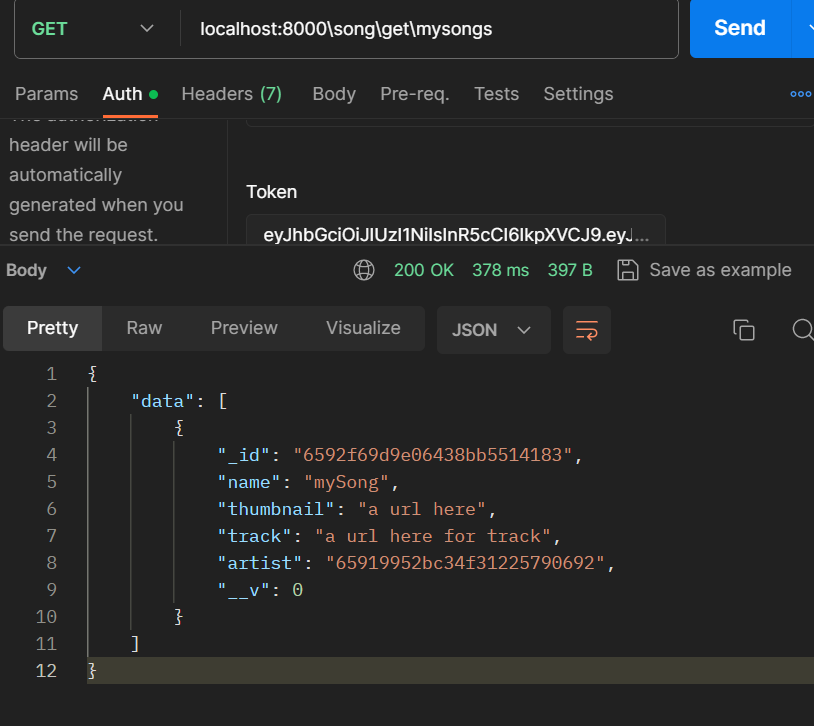 GET localhost:8000\song\get\mysongs Send
Params Auth Headers (7) Body Pre-req. Tests Settings
The authorization
header will be
automatically
generated when you
send the request.
Token
eyJhbGciOiJIUzI1NiIsInR5cCI6IkpXVCJ9.eyJ...
Body 200 OK 378 ms 397 B Save as example
Pretty Raw Preview Visualize JSON
1 {
2 "data": [
3 {
4 "_id": "6592f69d9e06438bb5514183",
5 "name": "mySong",
6 "thumbnail": "a url here",
7 "track": "a url here for track",
8 "artist": "65919952bc34f31225790692",
9 "__v": 0
10 }
11 ]
12 }